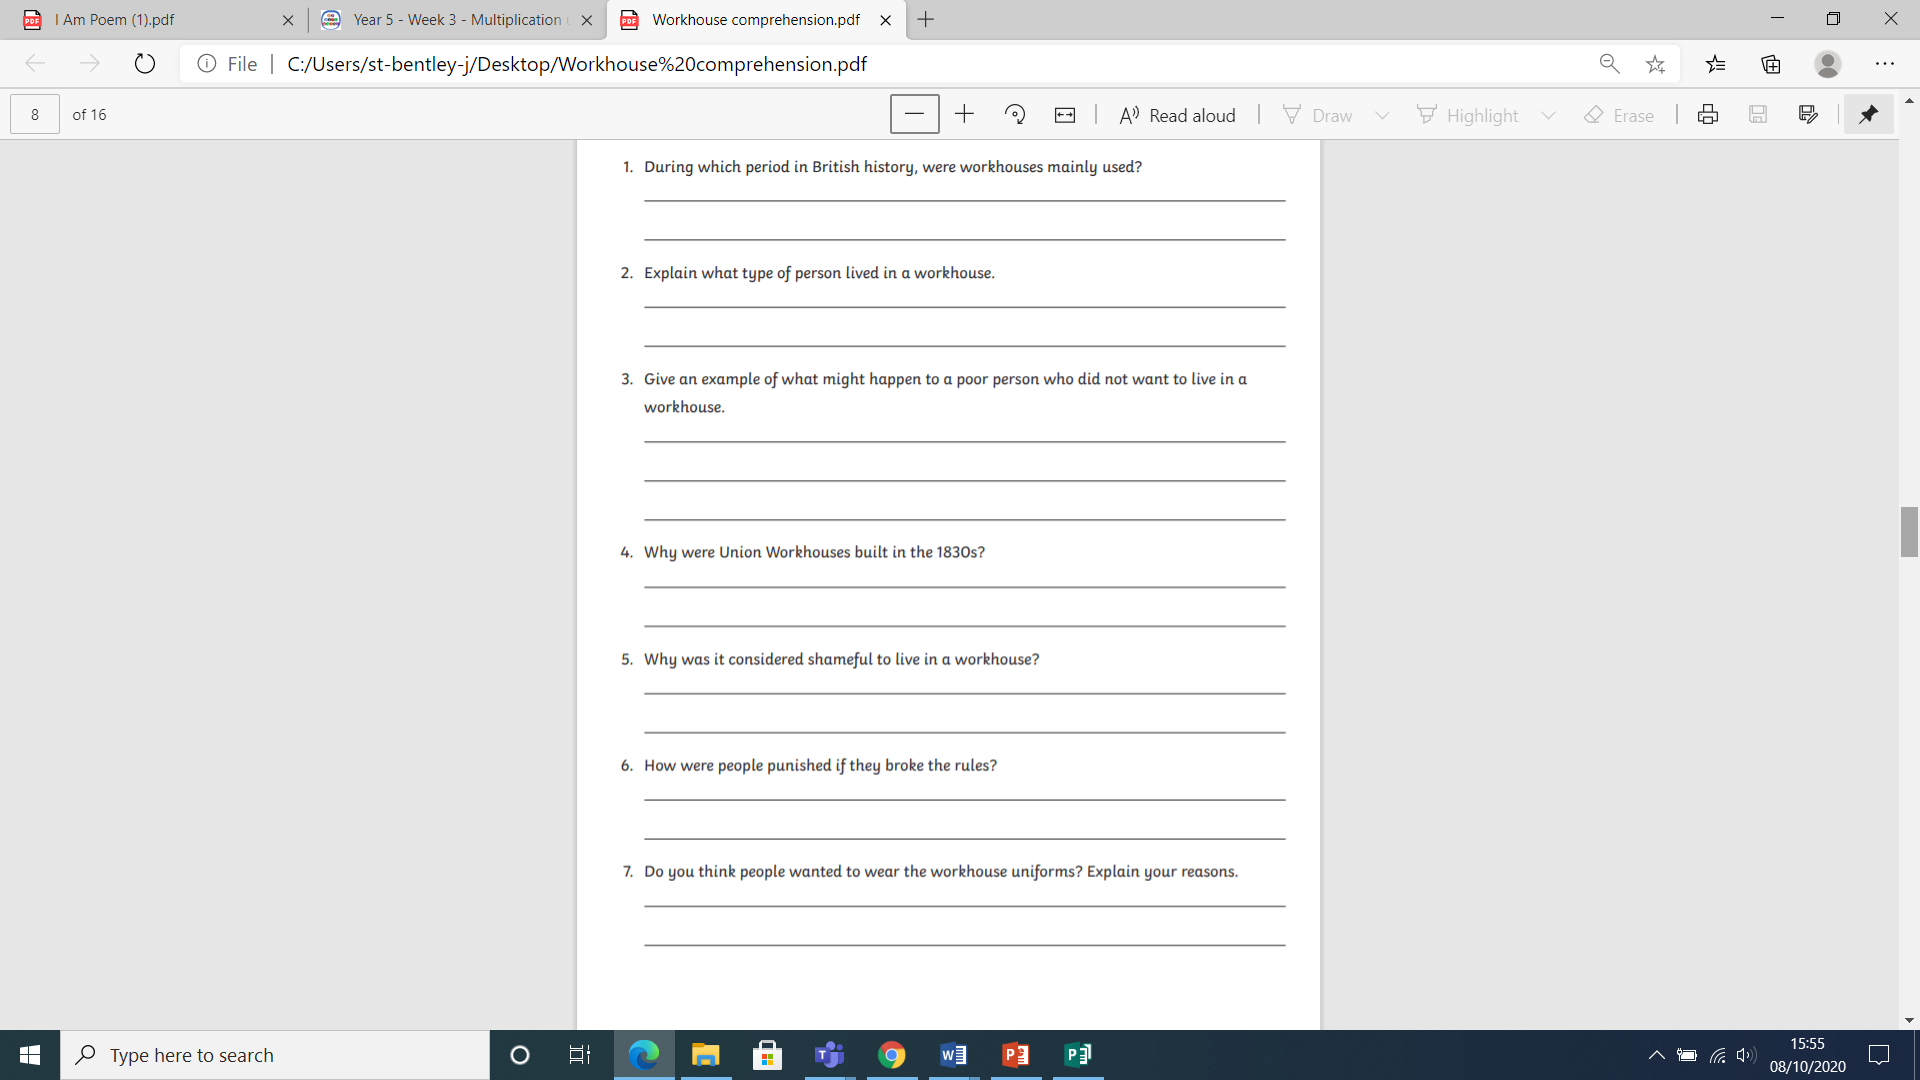 I Am Poem (1).pdf
Year 5 - Week 3 - Multiplication
Workhouse comprehension.pdf
File
C:/Users/st-bentley-j/Desktop/Workhouse%20comprehension.pdf
8 of 16
Read aloud
Draw
Highlight
Erase
1. During which period in British history, were workhouses mainly used?
2. Explain what type of person lived in a workhouse.
3. Give an example of what might happen to a poor person who did not want to live in a
workhouse.
4. Why were Union Workhouses built in the 1830s?
5. Why was it considered shameful to live in a workhouse?
6. How were people punished if they broke the rules?
7. Do you think people wanted to wear the workhouse uniforms? Explain your reasons.
Type here to search
15:55
08/10/2020